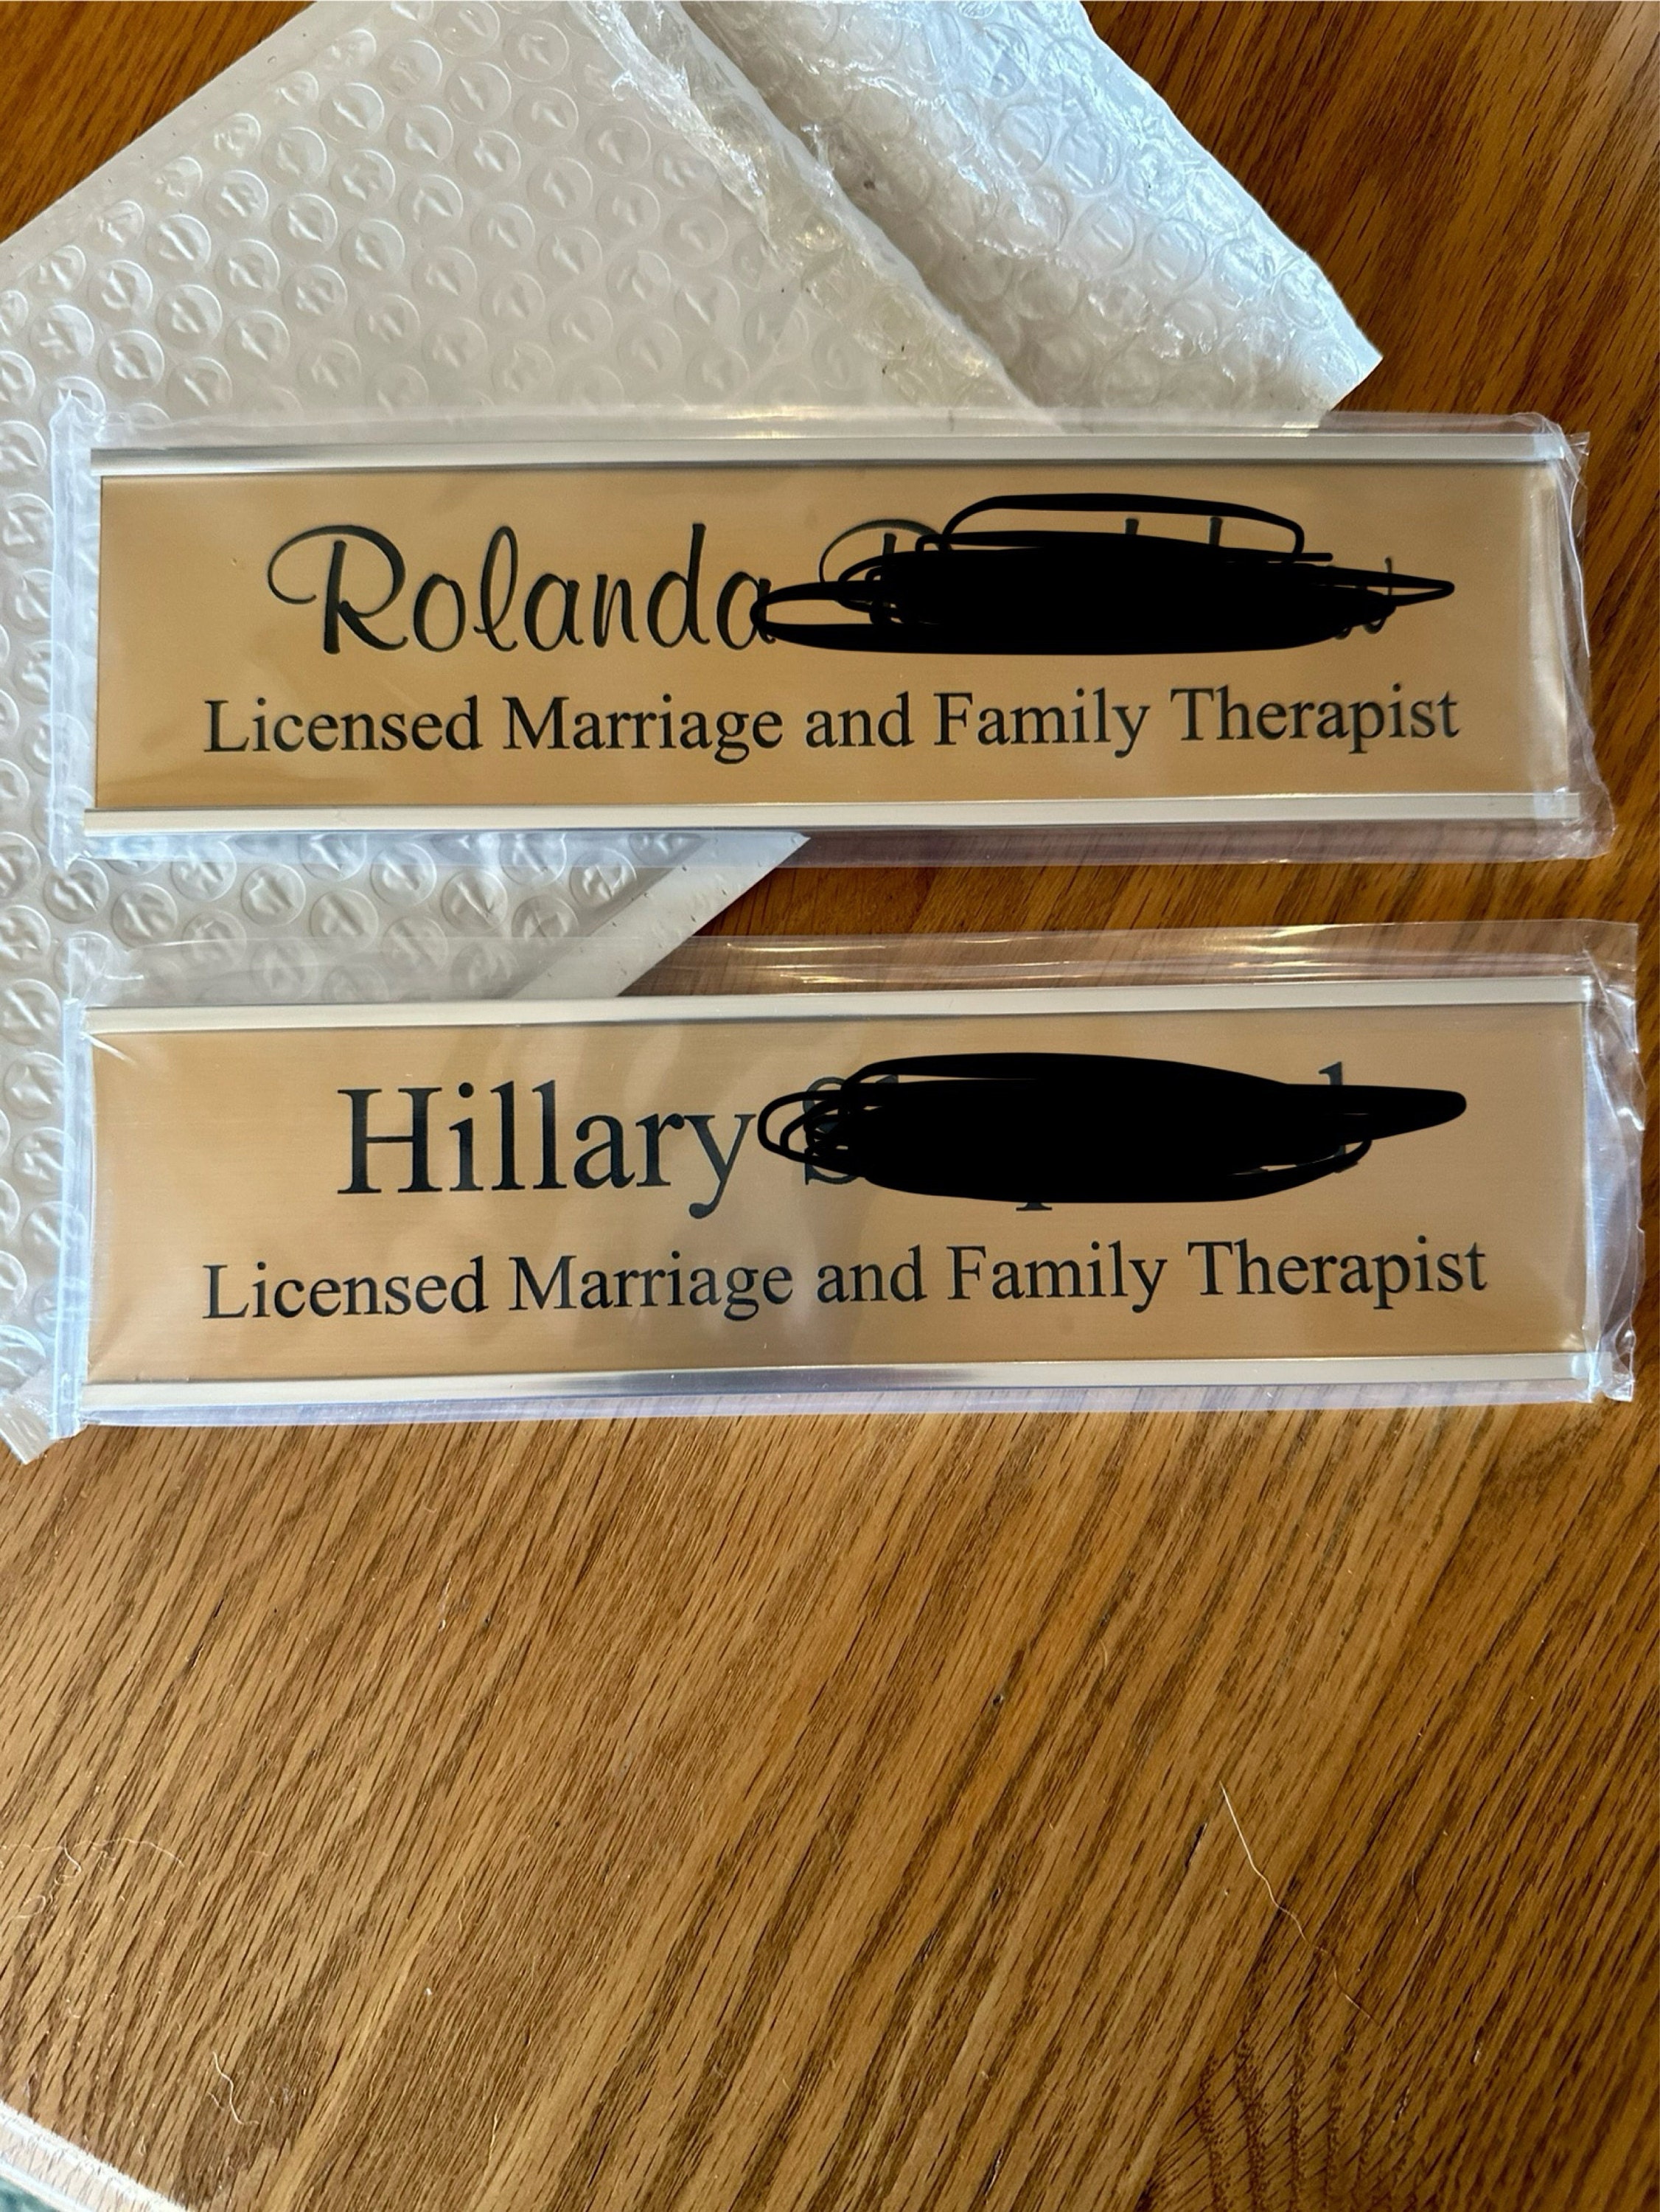 Rolanda
Licensed Marriage and Family Therapist
Hillary
Licensed Marriage and Family Therapist